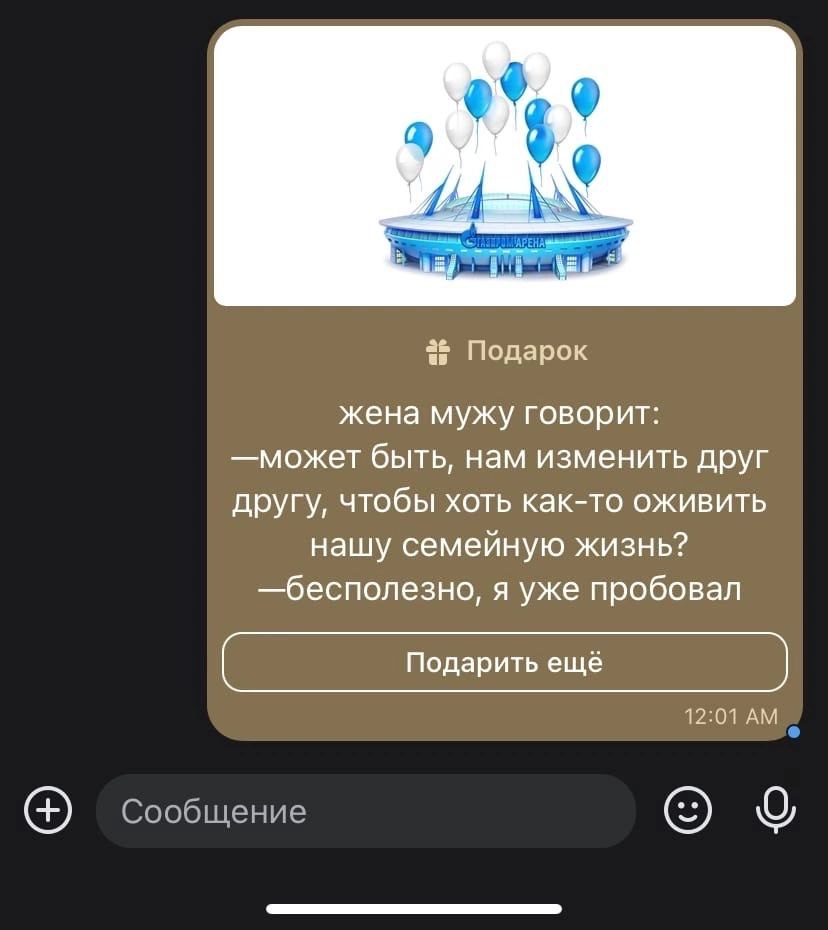 ГАЗПРОМ АРЕНА
Подарок
жена мужу говорит:
—может быть, нам изменить друг
другу, чтобы хоть как-то оживить
нашу семейную жизнь?
—бесполезно, я уже пробовал
Подарить ещё
12:01 AM
Сообщение